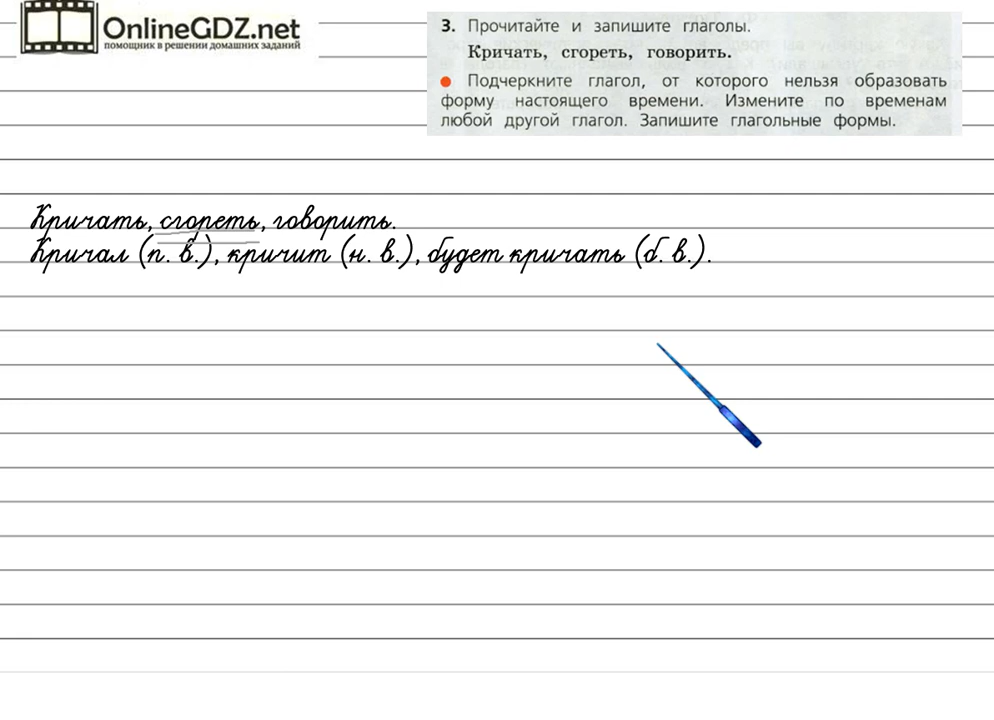 OnlineGDZ.net
помощник в решении домашних заданий
3. Прочитайте и запишите глаголы.
Кричать, сгореть, говорить.
Подчеркните глагол, от которого нельзя образовать
форму настоящего времени. Измените по временам
любой другой глагол. Запишите глагольные формы.
Кричать, сгореть, говорить.
Кричал (п. в.), кричит (н. в.), будет кричать (б. в.).